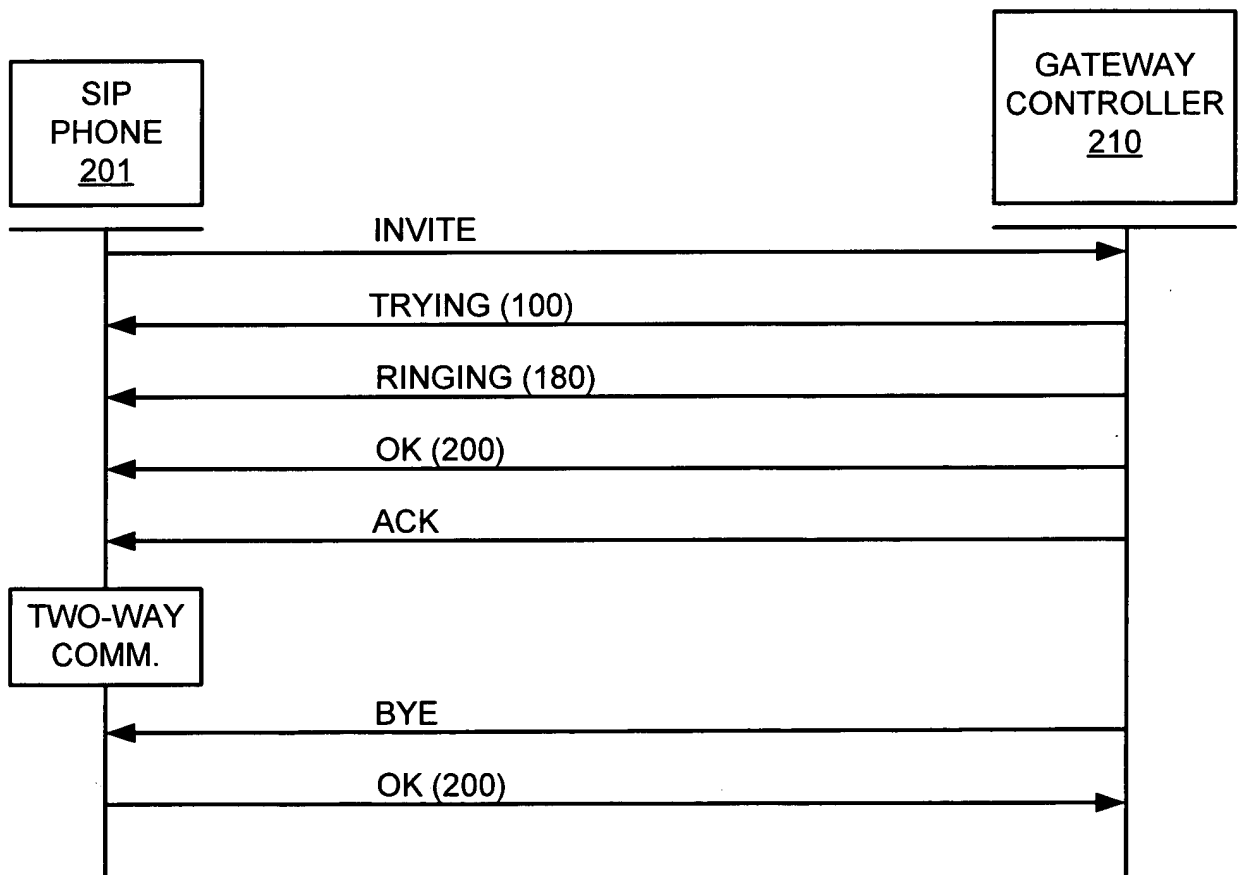 SIP
PHONE
201
GATEWAY
CONTROLLER
210
INVITE
TRYING (100)
RINGING (180)
OK (200)
ACK
TWO-WAY
COMM.
BYE
OK (200)